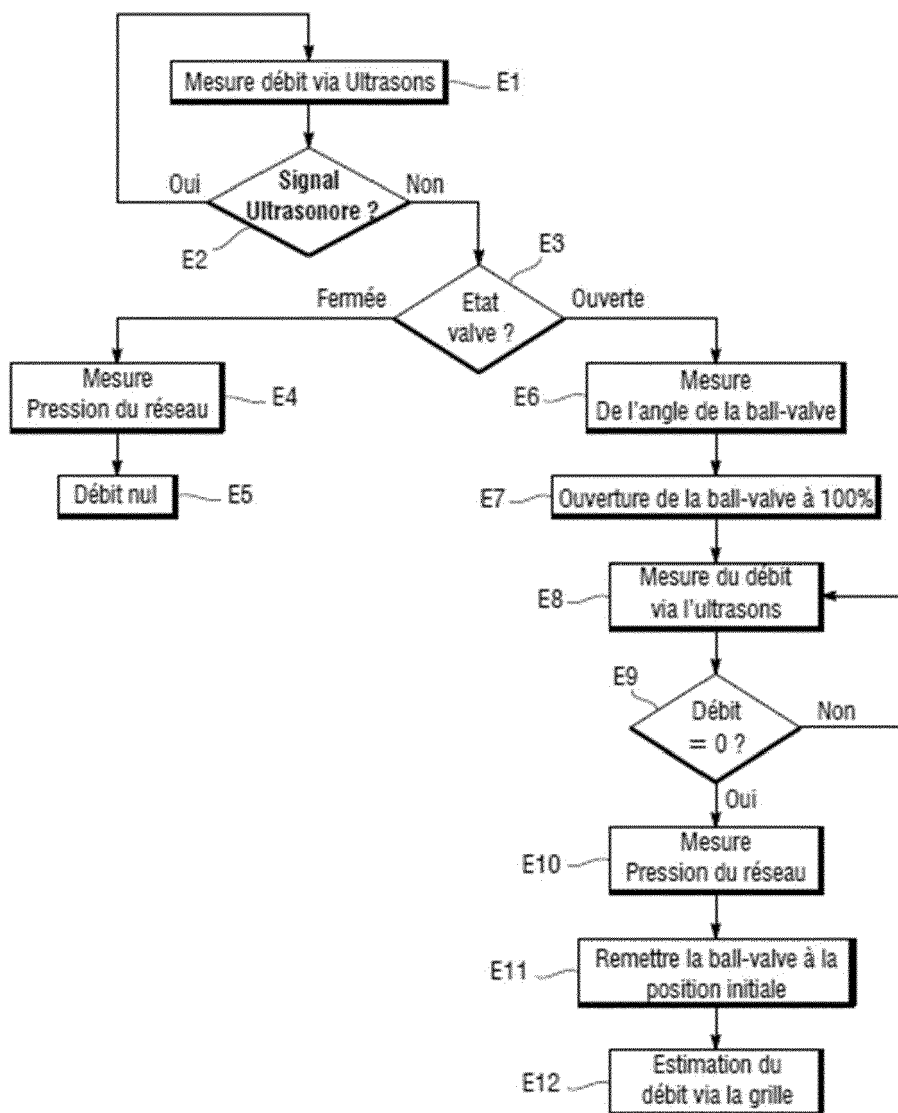 Mesure débit via Ultrasons
E1
Oui
Signal
Ultrasonore ?
Non
E2
E3
Fermée
Etat
valve ?
Ouverte
Mesure
Pression du réseau
E4
E6
Mesure
De l'angle de la ball-valve
Débit nul
E5
E7
Ouverture de la ball-valve à 100%
E8
Mesure du débit
via l'ultrasons
E9
Débit
= 0 ?
Non
Oui
E10
Mesure
Pression du réseau
E11
Remettre la ball-valve à la
position initiale
E12
Estimation du
débit via la grille